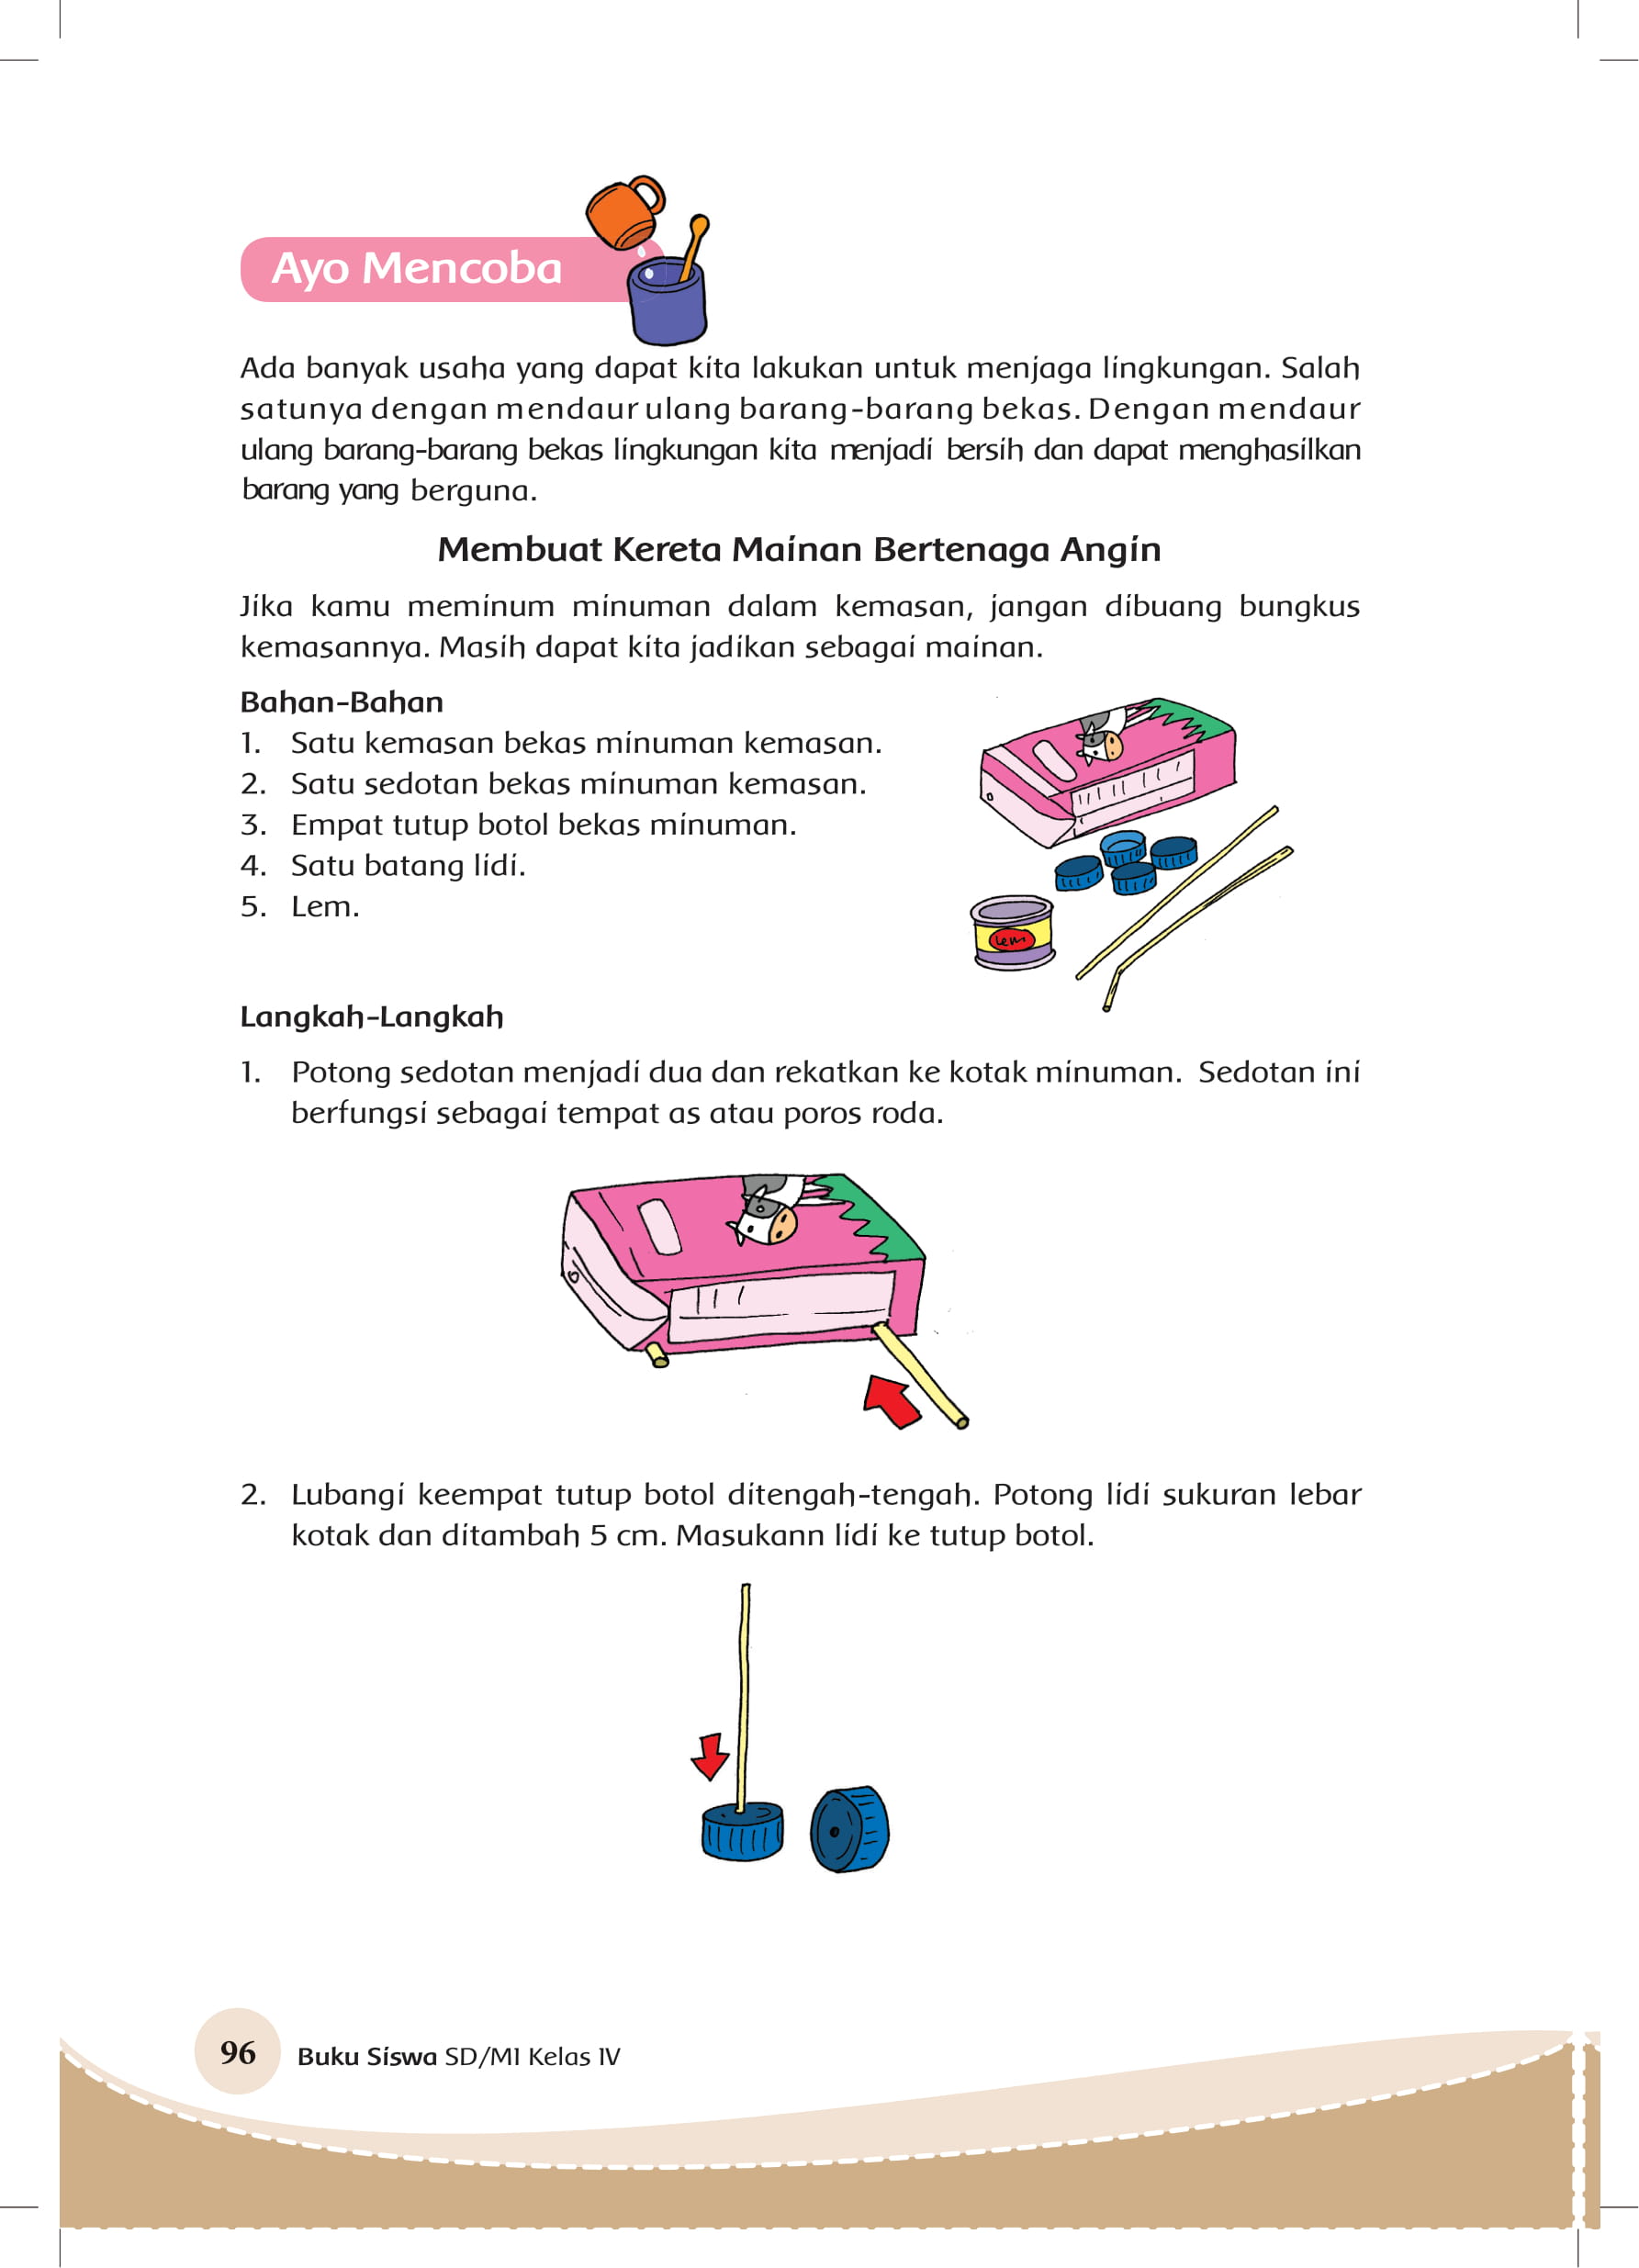 Ayo Mencoba
Ada banyak usaha yang dapat kita lakukan untuk menjaga lingkungan. Salah
satunya dengan mendaur ulang barang-barang bekas. Dengan mendaur
ulang barang-barang bekas lingkungan kita menjadi bersih dan dapat menghasilkan
barang yang berguna.
Membuat Kereta Mainan Bertenaga Angin
Jika kamu meminum minuman dalam kemasan, jangan dibuang bungkus
kemasannya. Masih dapat kita jadikan sebagai mainan.
Bahan-Bahan
1. Satu kemasan bekas minuman kemasan.
2. Satu sedotan bekas minuman kemasan.
3. Empat tutup botol bekas minuman.
4. Satu batang lidi.
5. Lem.
Lem
Langkah-Langkah
1. Potong sedotan menjadi dua dan rekatkan ke kotak minuman. Sedotan ini
berfungsi sebagai tempat as atau poros roda.
2. Lubangi keempat tutup botol ditengah-tengah. Potong lidi sukuran lebar
kotak dan ditambah 5 cm. Masukann lidi ke tutup botol.
96 Buku Siswa SD/MI Kelas IV